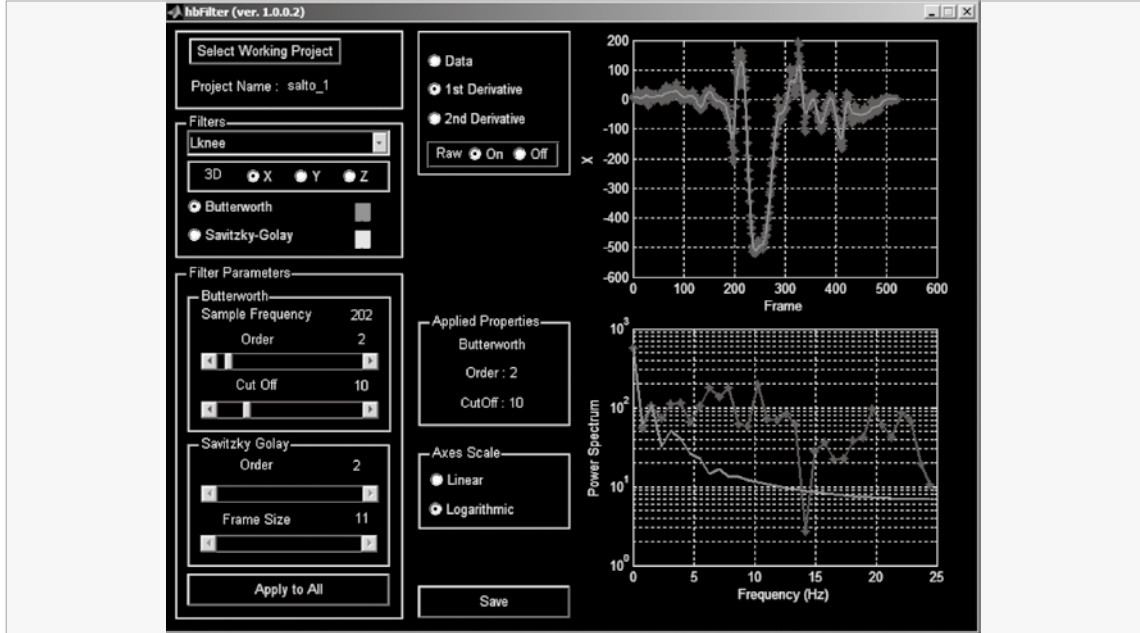 hbFilter (ver. 1.0.0.2)
Select Working Project
Project Name : salto_1
Filters
Lknee
3D X Y Z
Butterworth
Savitzky-Golay
Filter Parameters
Butterworth
Sample Frequency 202
Order 2
Cut Off 10
Savitzky Golay
Order 2
Frame Size 11
Apply to All
Data
1st Derivative
2nd Derivative
Raw On Off
Applied Properties
Butterworth
Order : 2
CutOff : 10
Axes Scale
Linear
Logarithmic
Save
200
100
0
-100
-200
-300
-400
-500
-600
X
0 100 200 300 400 500 600
Frame
10³
10²
10¹
10⁰
Power Spectrum
0 5 10 15 20 25
Frequency (Hz)